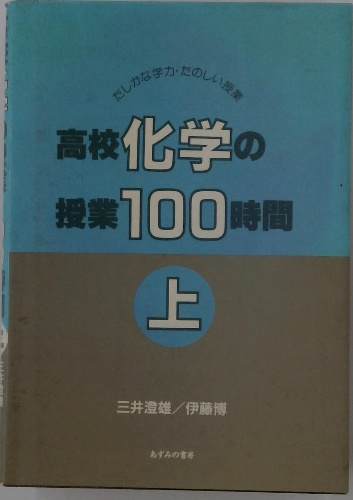 たしかな学力・たのしい授業
高校化学の
授業100時間
上
三井澄雄／伊藤博
あずみの書房